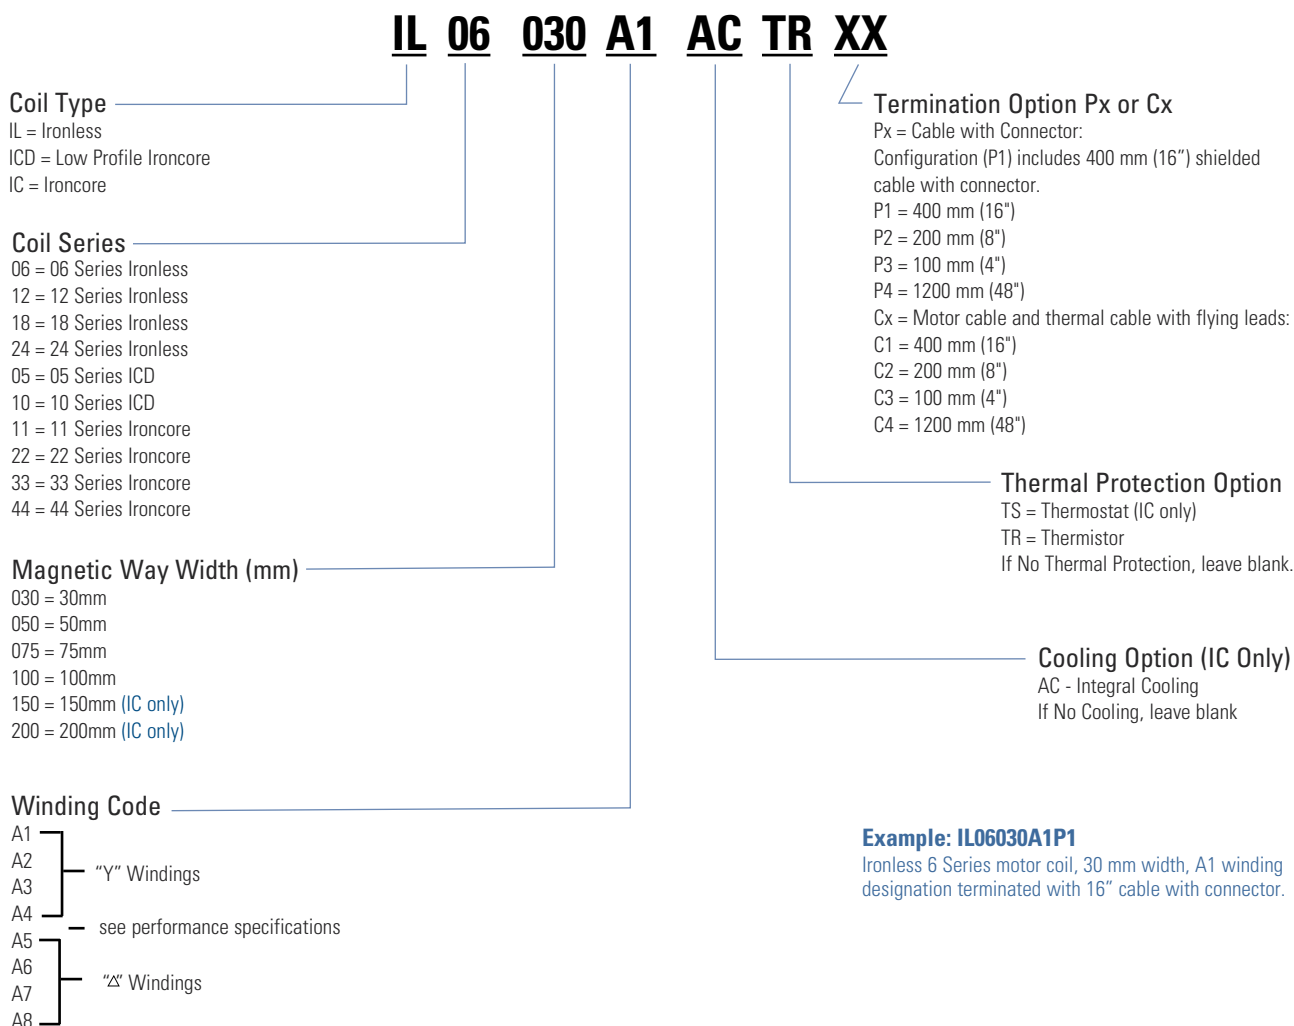 IL 06 030 A1 AC TR XX
Coil Type
IL = Ironless
ICD = Low Profile Ironcore
IC = Ironcore
Coil Series
06 = 06 Series Ironless
12 = 12 Series Ironless
18 = 18 Series Ironless
24 = 24 Series Ironless
05 = 05 Series ICD
10 = 10 Series ICD
11 = 11 Series Ironcore
22 = 22 Series Ironcore
33 = 33 Series Ironcore
44 = 44 Series Ironcore
Magnetic Way Width (mm)
030 = 30mm
050 = 50mm
075 = 75mm
100 = 100mm
150 = 150mm (IC only)
200 = 200mm (IC only)
Winding Code
A1
A2
A3
A4
“Y” Windings
see performance specifications
A5
A6
A7
A8
“Δ” Windings
Termination Option Px or Cx
Px = Cable with Connector:
Configuration (P1) includes 400 mm (16”) shielded
cable with connector.
P1 = 400 mm (16")
P2 = 200 mm (8")
P3 = 100 mm (4")
P4 = 1200 mm (48")
Cx = Motor cable and thermal cable with flying leads:
C1 = 400 mm (16")
C2 = 200 mm (8")
C3 = 100 mm (4")
C4 = 1200 mm (48")
Thermal Protection Option
TS = Thermostat (IC only)
TR = Thermistor
If No Thermal Protection, leave blank.
Cooling Option (IC Only)
AC - Integral Cooling
If No Cooling, leave blank
Example: IL06030A1P1
Ironless 6 Series motor coil, 30 mm width, A1 winding
designation terminated with 16” cable with connector.